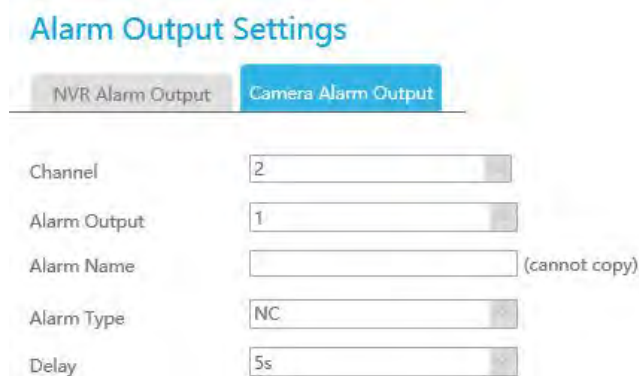 Alarm Output Settings
NVR Alarm Output Camera Alarm Output
Channel 2
Alarm Output 1
Alarm Name (cannot copy)
Alarm Type NC
Delay 5s